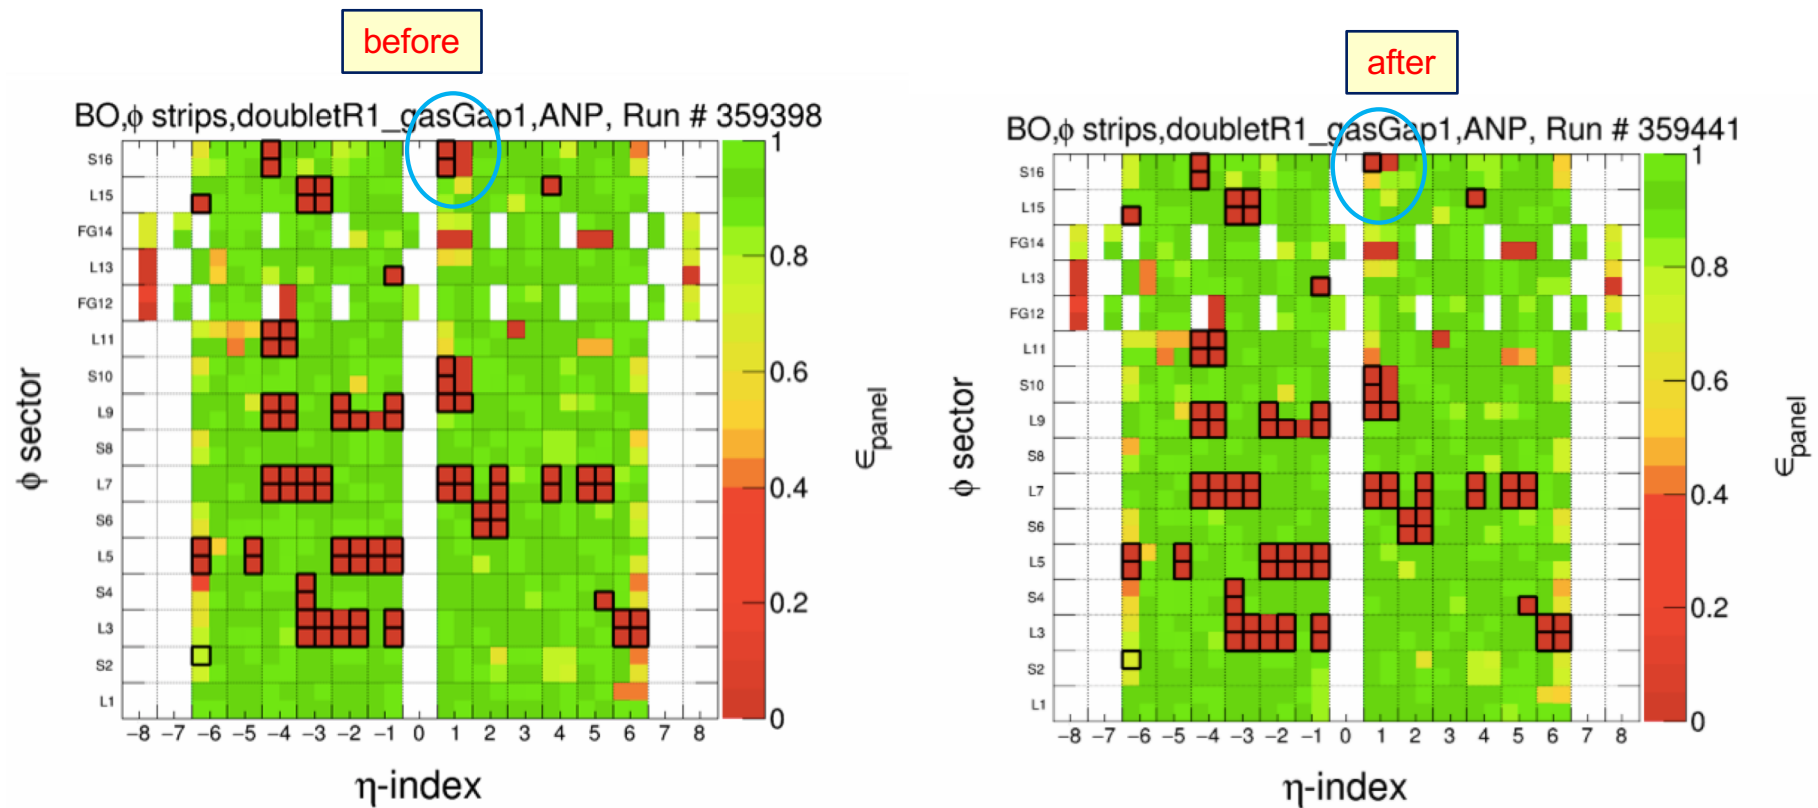 before
BO,ϕ strips,doubletR1_gasGap1,ANP, Run # 359398
S16
L15
FG14
L13
FG12
L11
S10
L9
S8
L7
S6
L5
S4
L3
S2
L1
ϕ sector
−8 −7 −6 −5 −4 −3 −2 −1 0 1 2 3 4 5 6 7 8
η-index
1
0.8
0.6
0.4
0.2
0
∈panel
after
BO,ϕ strips,doubletR1_gasGap1,ANP, Run # 359441
S16
L15
FG14
L13
FG12
L11
S10
L9
S8
L7
S6
L5
S4
L3
S2
L1
ϕ sector
−8 −7 −6 −5 −4 −3 −2 −1 0 1 2 3 4 5 6 7 8
η-index
1
0.8
0.6
0.4
0.2
0
∈panel